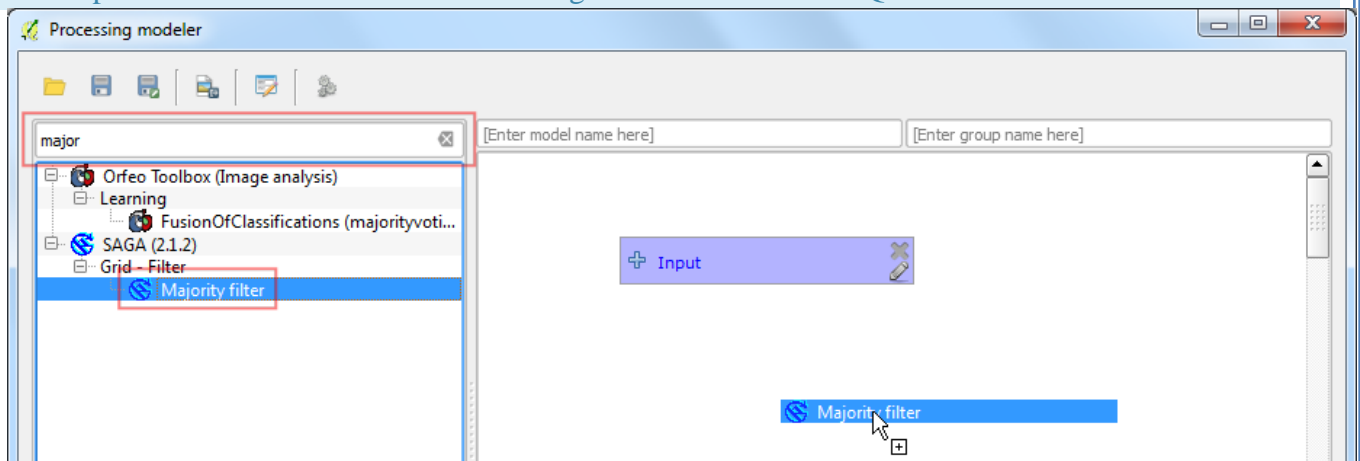 Processing modeler
major
[Enter model name here]
[Enter group name here]
Orfeo Toolbox (Image analysis)
Learning
FusionOfClassifications (majorityvoti...
Input
SAGA (2.1.2)
Grid - Filter
Majority filter
Majority filter